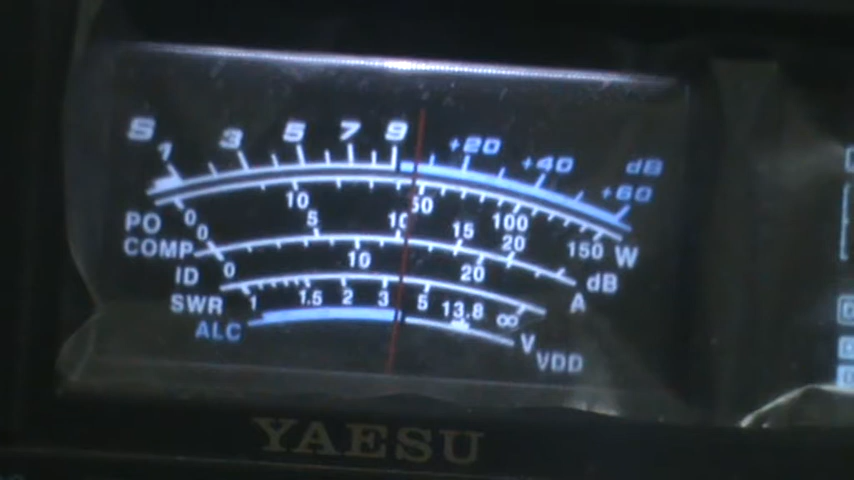 S 1 3 5 7 9 +20 +40 +60 dB
PO 0 10 50 100 150 W
COMP 0 5 10 15 20 dB
ID 0 10 20 A
SWR 1 1.5 2 3 5 ∞
ALC 13.8 V VDD
YAESU